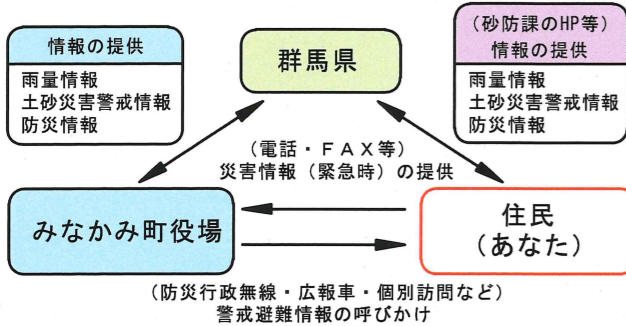 情報の提供
雨量情報
土砂災害警戒情報
防災情報
群馬県
(砂防課のHP等)
情報の提供
雨量情報
土砂災害警戒情報
防災情報
(電話・FAX等)
災害情報(緊急時)の提供
みなかみ町役場
住民
(あなた)
(防災行政無線・広報車・個別訪問など)
警戒避難情報の呼びかけ